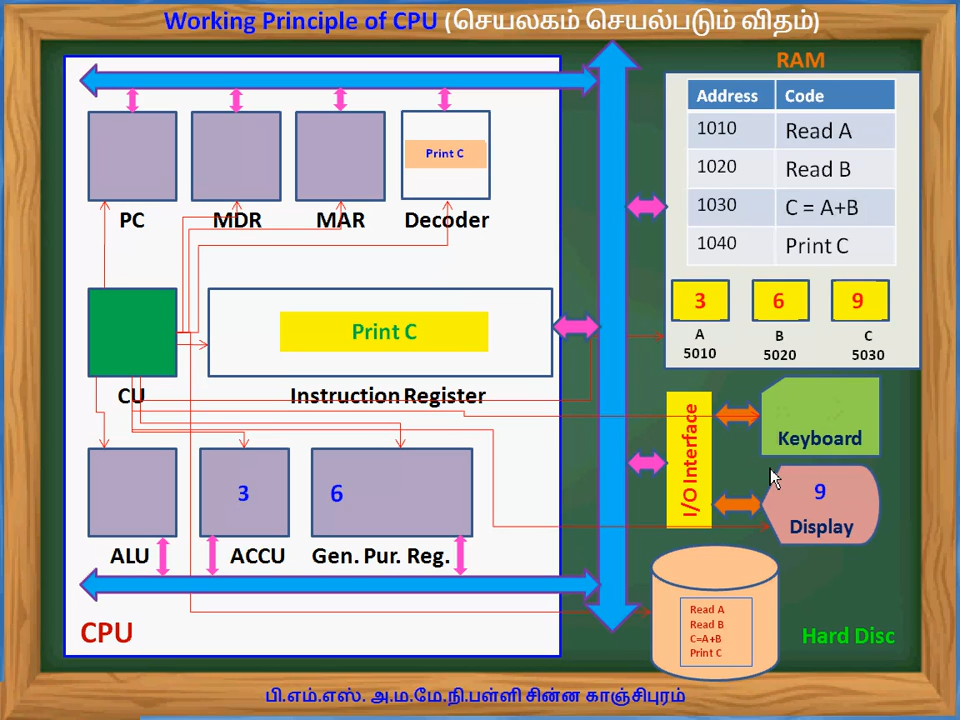 Working Principle of CPU (செயலகம் செயல்படும் விதம்)
RAM
Address Code
1010 Read A
1020 Read B
1030 C = A+B
1040 Print C
3 6 9
A B C
5010 5020 5030
Print C
PC MDR MAR Decoder
Print C
CU Instruction Register
I/O Interface
Keyboard
3 6
9
Display
ALU ACCU Gen. Pur. Reg.
CPU
Read A
Read B
C=A+B
Print C
Hard Disc
பி.எம்.எஸ். அ.ம.மே.நி.பள்ளி சின்ன காஞ்சிபுரம்